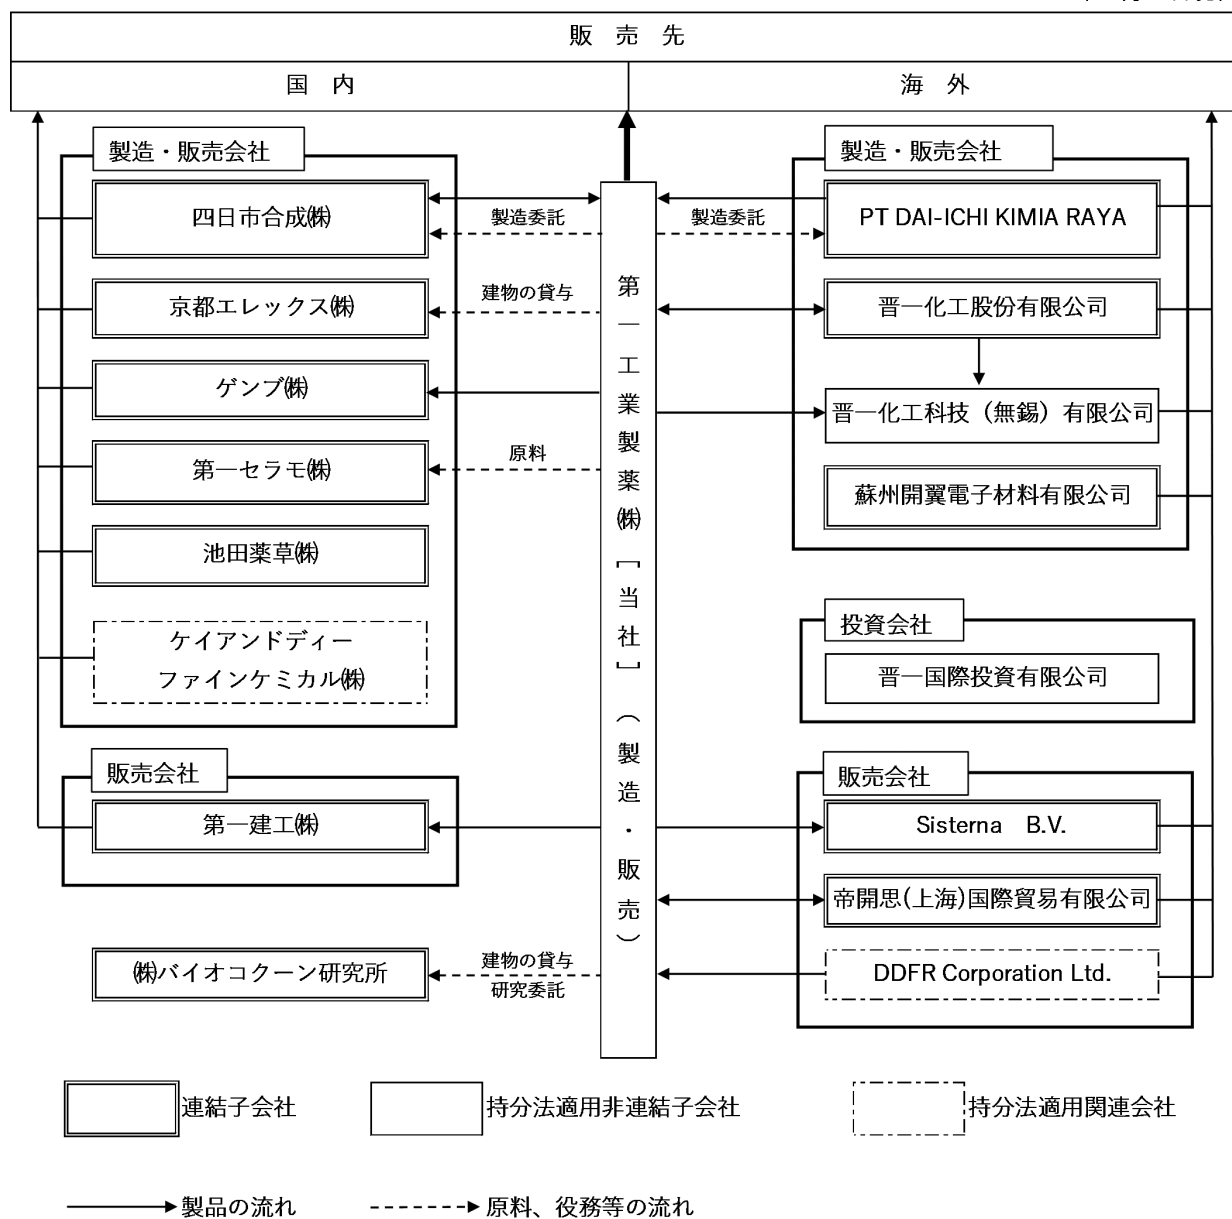 販 売 先
国 内
海 外
製造・販売会社
四日市合成㈱
京都エレックス㈱
ゲンブ㈱
第一セラモ㈱
池田薬草㈱
ケイアンドディー
ファインケミカル㈱
販売会社
第一建工㈱
㈱バイオコクーン研究所
製造委託
建物の貸与
原料
建物の貸与
研究委託
第一工業製薬㈱［当社］（製造・販売）
製造委託
製造・販売会社
PT DAI-ICHI KIMIA RAYA
晋一化工股份有限公司
晋一化工科技（無錫）有限公司
蘇州開翼電子材料有限公司
投資会社
晋一国際投資有限公司
販売会社
Sisterna B.V.
帝開思(上海)国際貿易有限公司
DDFR Corporation Ltd.
連結子会社
持分法適用非連結子会社
持分法適用関連会社
製品の流れ
原料、役務等の流れ